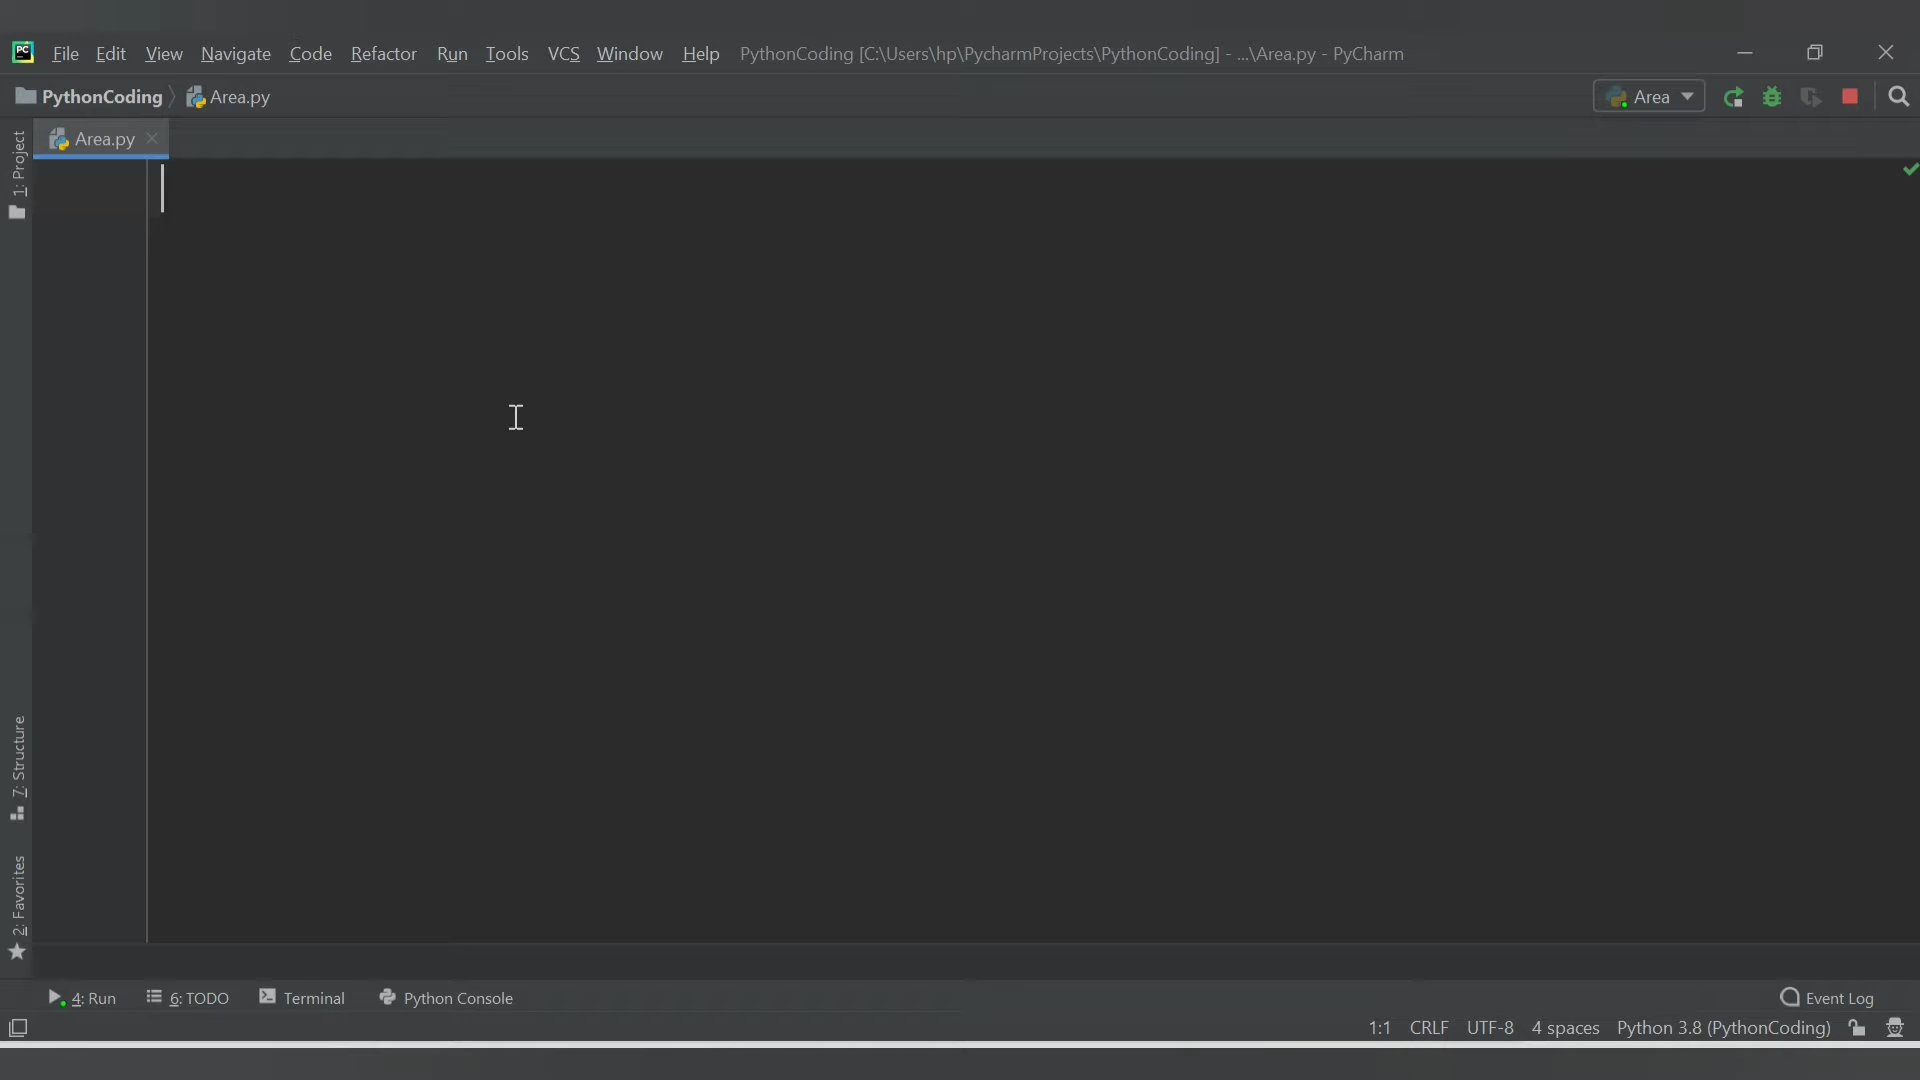 PC File Edit View Navigate Code Refactor Run Tools VCS Window Help PythonCoding [C:\Users\hp\PycharmProjects\PythonCoding] - ...\Area.py - PyCharm
PythonCoding Area.py Area
1: Project
Area.py
7: Structure
2: Favorites
4: Run 6: TODO Terminal Python Console Event Log
1:1 CRLF UTF-8 4 spaces Python 3.8 (PythonCoding)